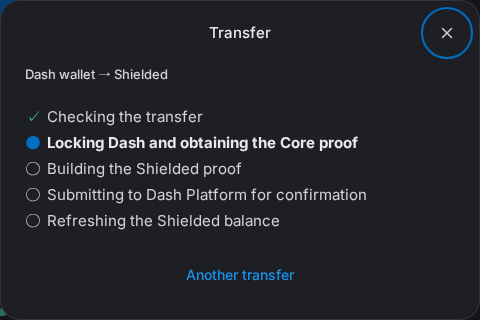 Transfer
Dash wallet → Shielded
✓ Checking the transfer
Locking Dash and obtaining the Core proof
Building the Shielded proof
Submitting to Dash Platform for confirmation
Refreshing the Shielded balance
Another transfer